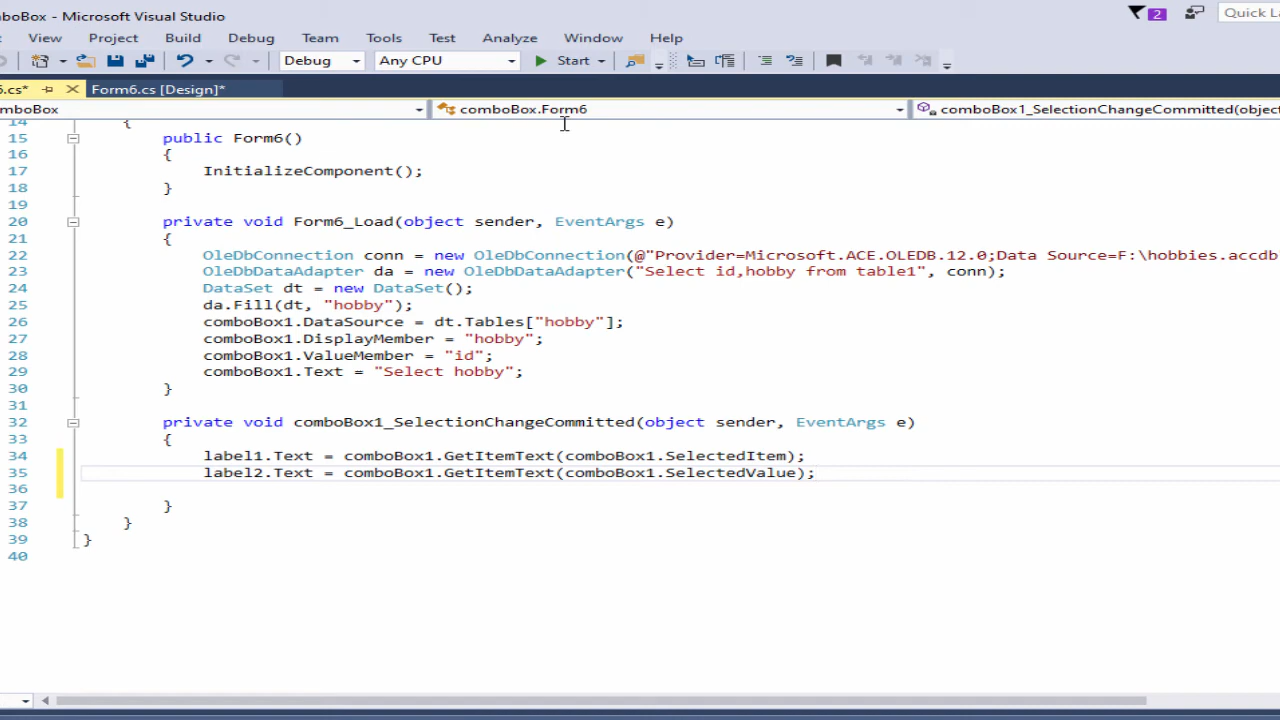 mboBox - Microsoft Visual Studio
2
Quick La
View Project Build Debug Team Tools Test Analyze Window Help
Debug Any CPU Start
6.cs* Form6.cs [Design]*
mboBox comboBox.Form6 comboBox1_SelectionChangeCommitted(object
14 {
15 public Form6()
16 {
17 InitializeComponent();
18 }
19
20 private void Form6_Load(object sender, EventArgs e)
21 {
22 OleDbConnection conn = new OleDbConnection(@"Provider=Microsoft.ACE.OLEDB.12.0;Data Source=F:\hobbies.accdb
23 OleDbDataAdapter da = new OleDbDataAdapter("Select id,hobby from table1", conn);
24 DataSet dt = new DataSet();
25 da.Fill(dt, "hobby");
26 comboBox1.DataSource = dt.Tables["hobby"];
27 comboBox1.DisplayMember = "hobby";
28 comboBox1.ValueMember = "id";
29 comboBox1.Text = "Select hobby";
30 }
31
32 private void comboBox1_SelectionChangeCommitted(object sender, EventArgs e)
33 {
34 label1.Text = comboBox1.GetItemText(comboBox1.SelectedItem);
35 label2.Text = comboBox1.GetItemText(comboBox1.SelectedValue);
36
37 }
38 }
39 }
40